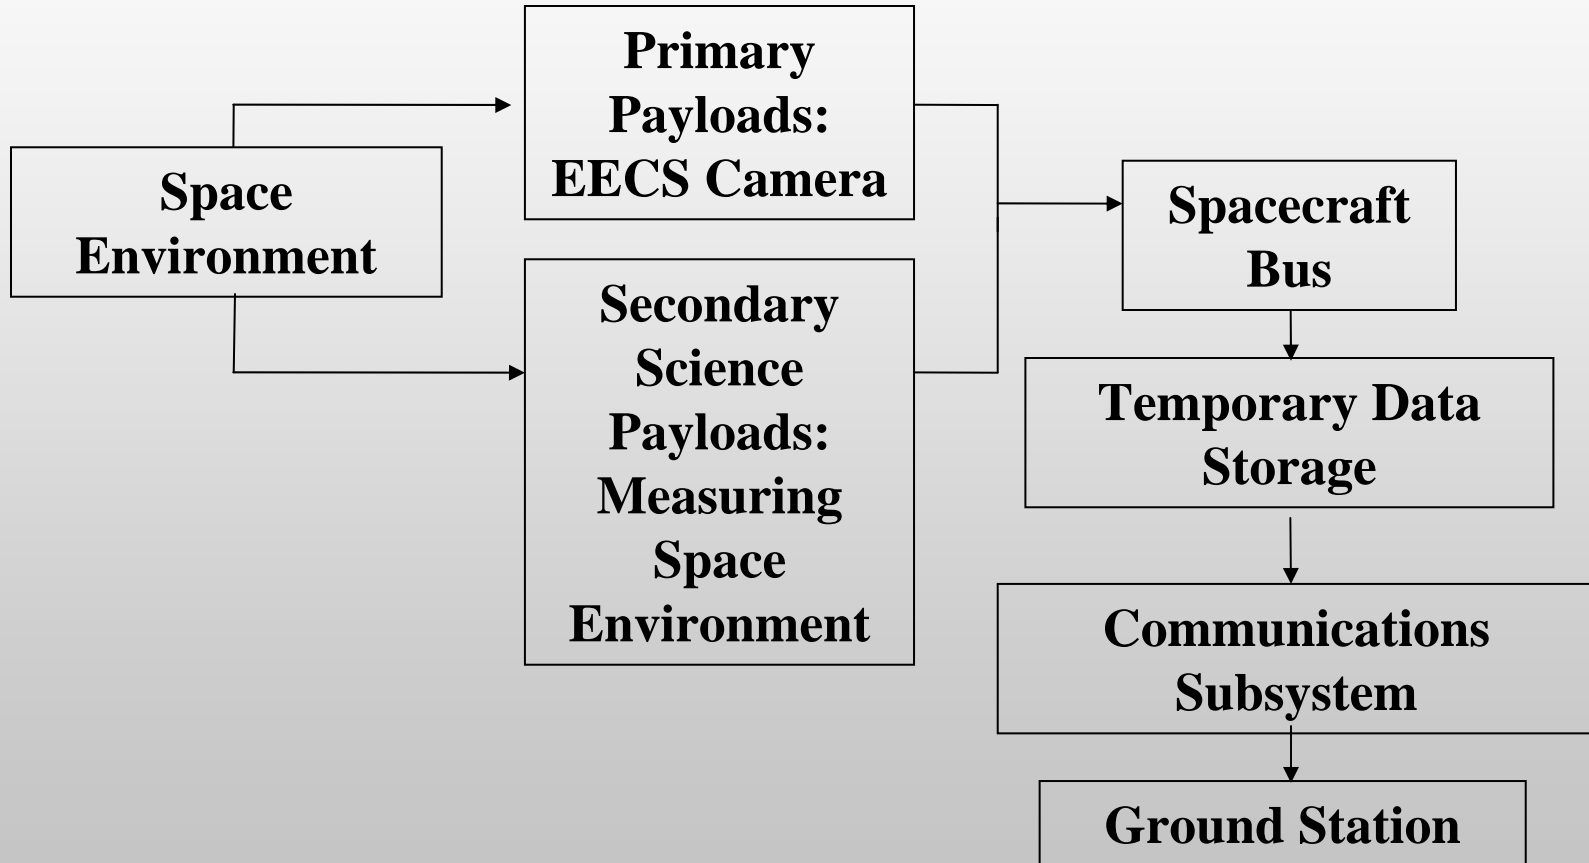 Space
Environment
Primary
Payloads:
EECS Camera
Secondary
Science
Payloads:
Measuring
Space
Environment
Spacecraft
Bus
Temporary Data
Storage
Communications
Subsystem
Ground Station